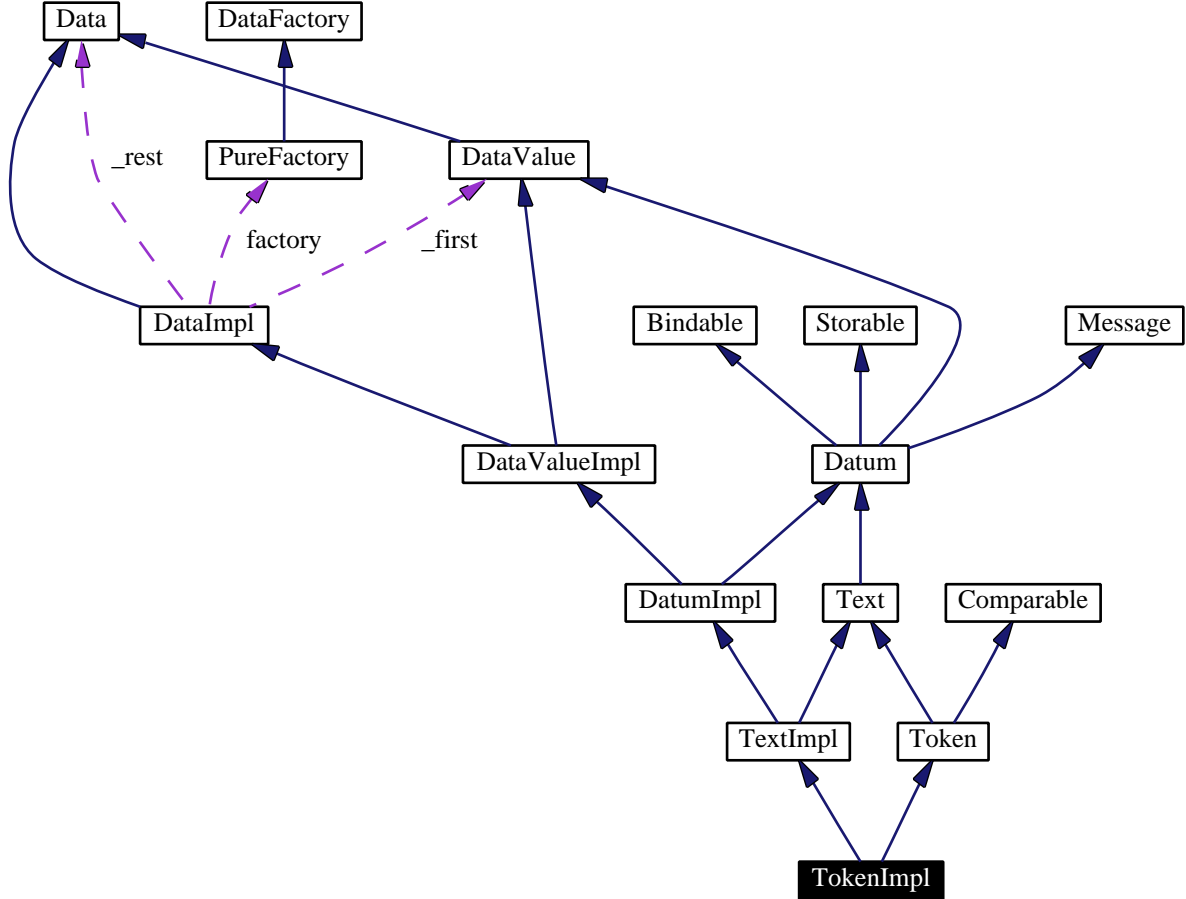 Data
DataFactory
PureFactory
DataValue
_rest
factory
_first
DataImpl
Bindable
Storable
Message
DataValueImpl
Datum
DatumImpl
Text
Comparable
TextImpl
Token
TokenImpl